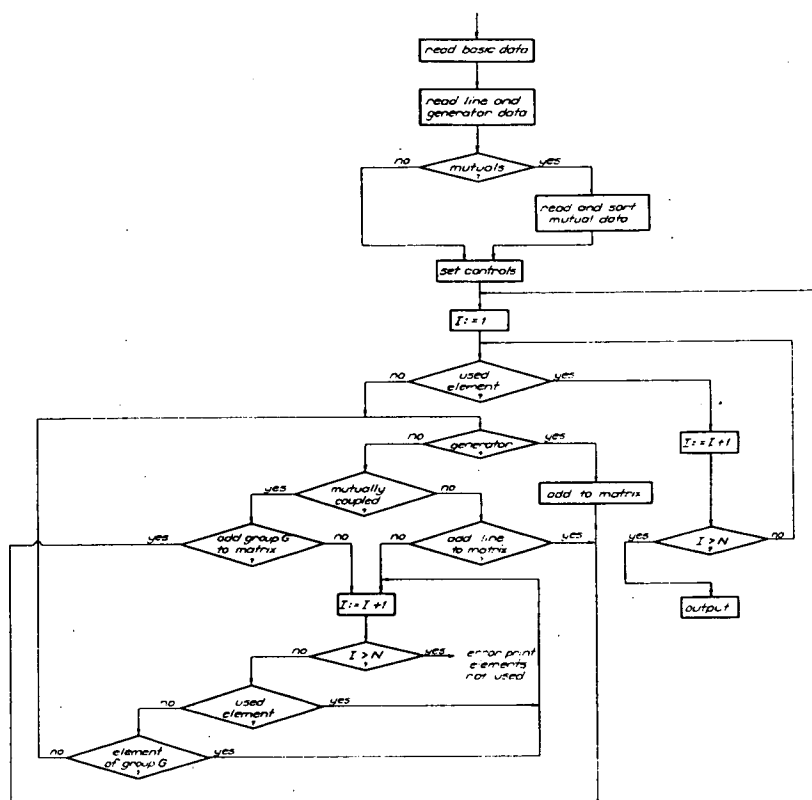 read basic data
read line and
generator data
no
mutuals
?
yes
read and sort
mutual data
set controls
I:=1
no
used
element
?
yes
no
generator
?
yes
I:=I+1
yes
mutually
coupled
?
no
add to matrix
yes
add group G
to matrix
?
no
no
add line
to matrix
?
yes
yes
I>N
?
no
I:=I+1
output
no
I>N
?
yes
error print
elements
not used
no
used
element
?
yes
no
element
of group G
?
yes